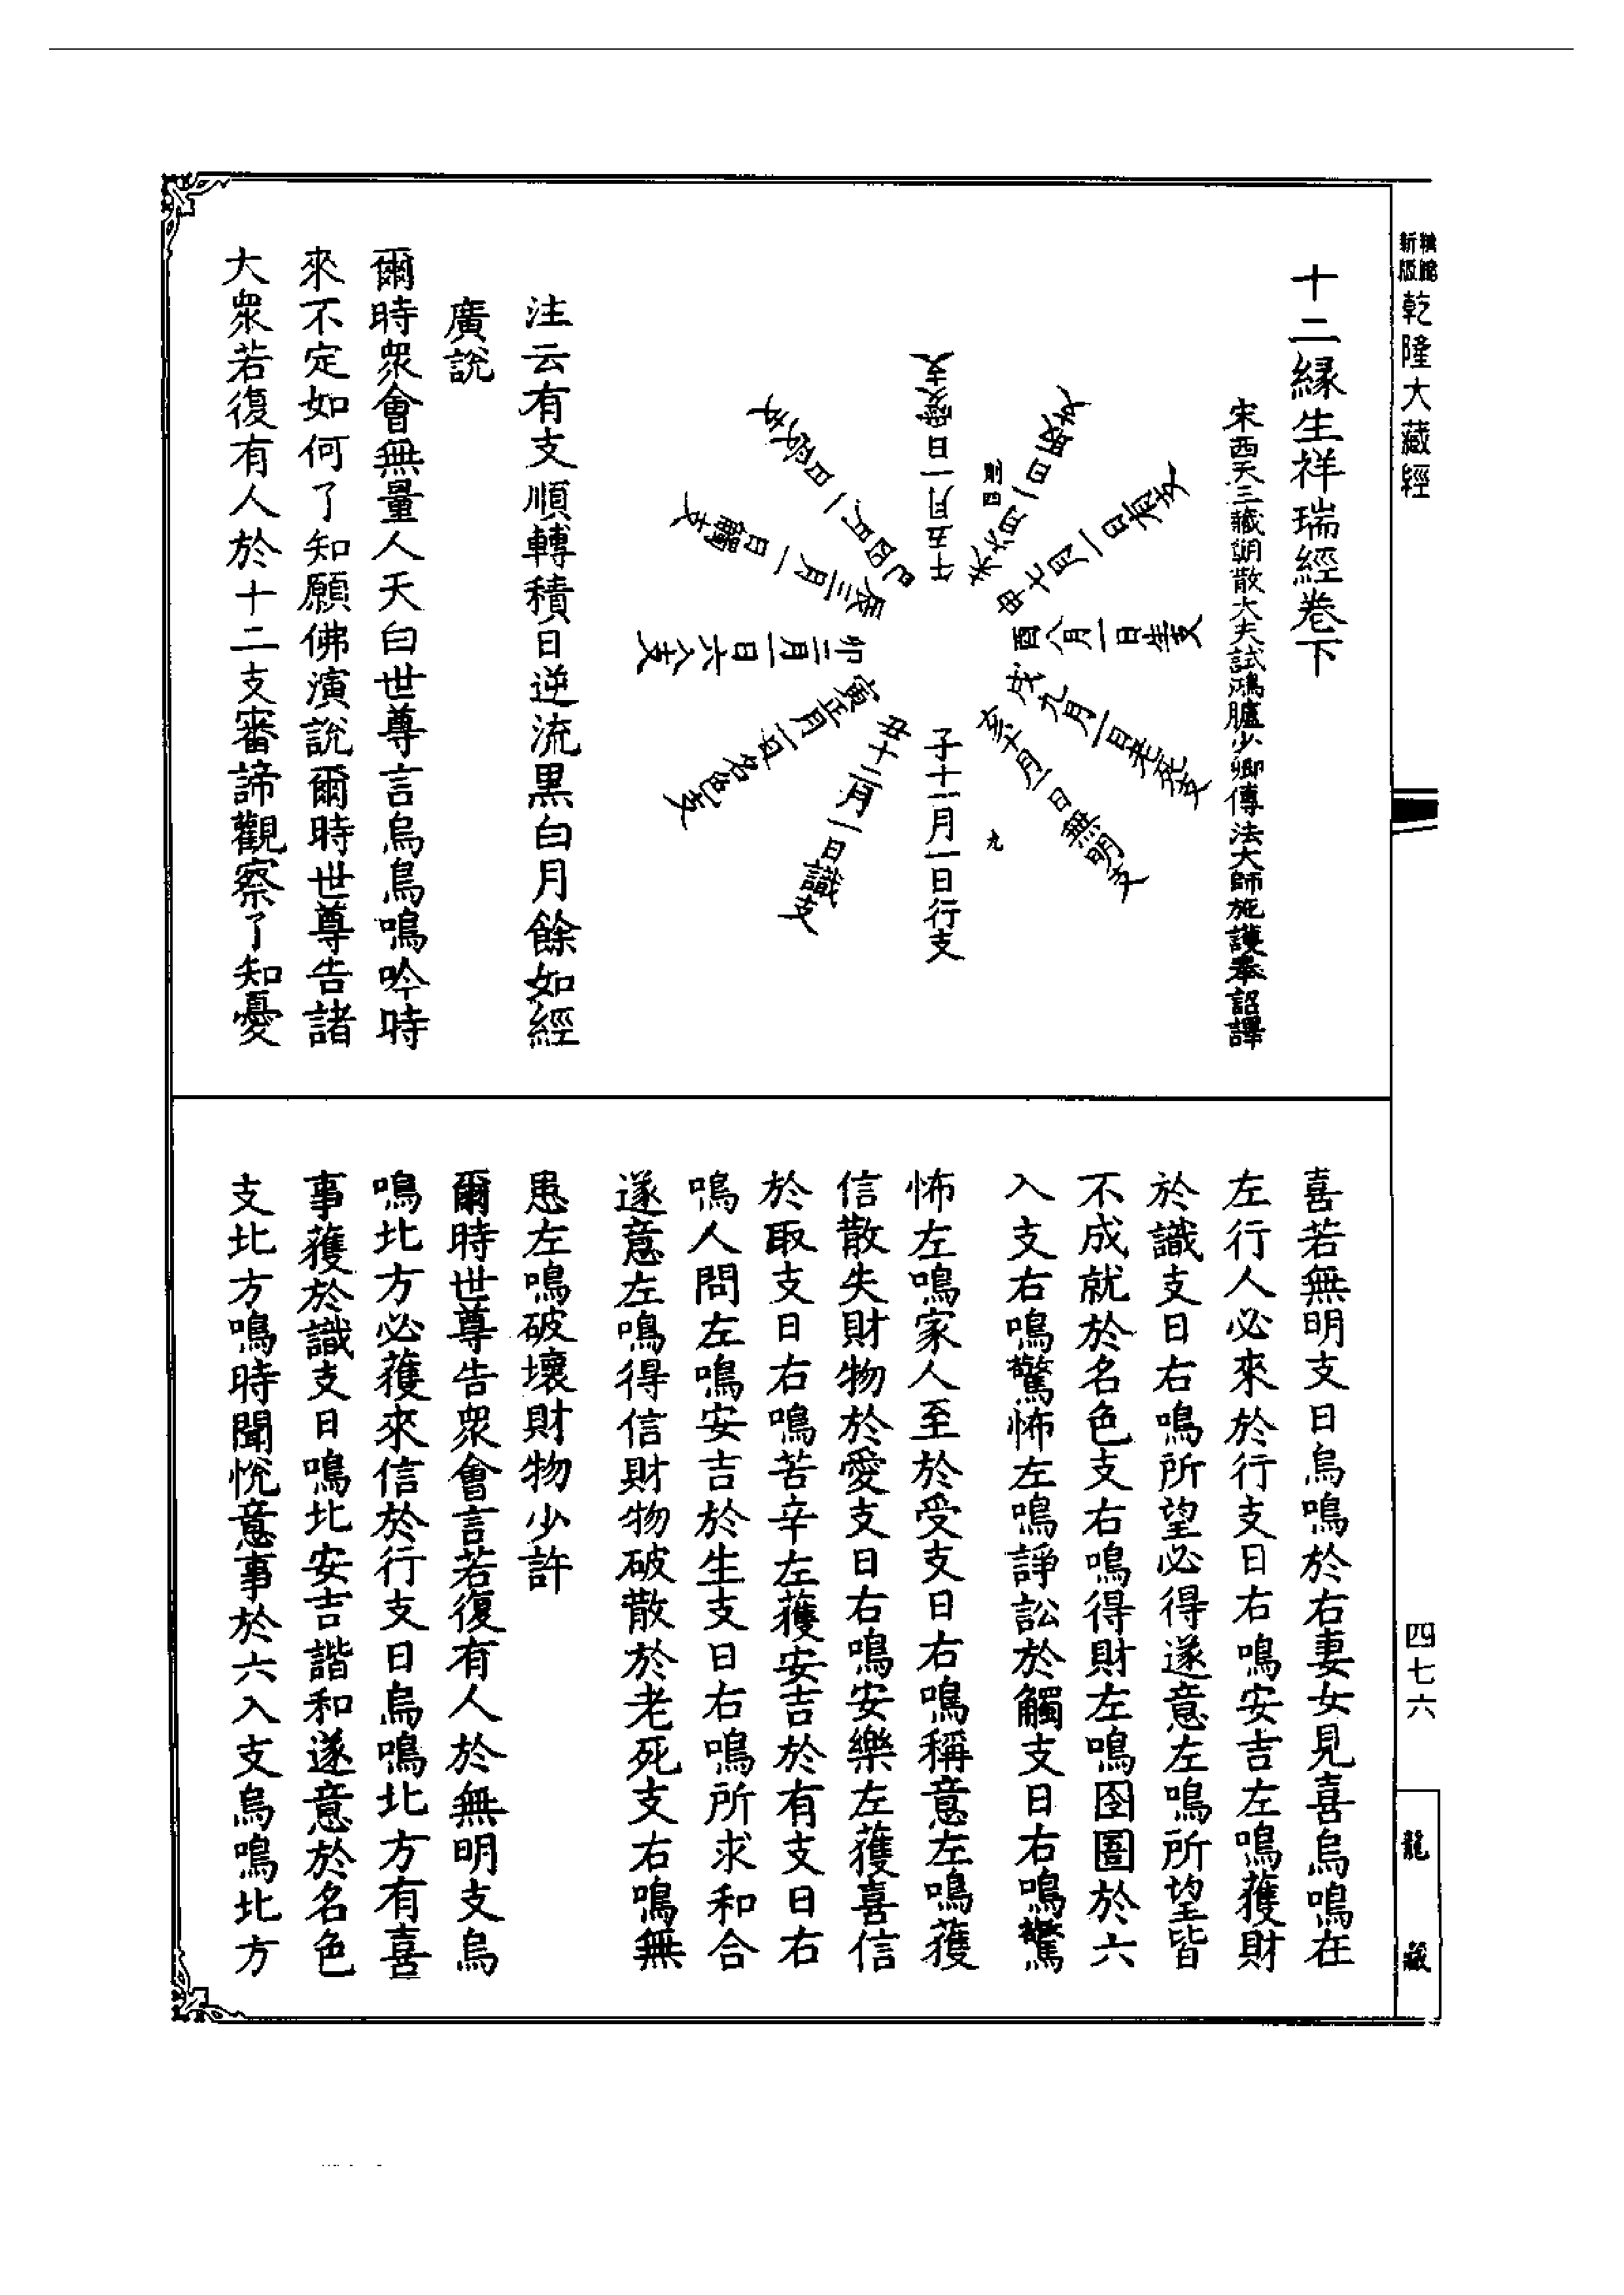 新版
乾隆大藏經
四七六
龍藏
十二緣生祥瑞經卷下
宋西天三藏朝散大夫試鴻臚少卿傳法大師施護奉詔譯
子十一月一日行支
丑十二月一日識支
寅正月一日名色支
卯二月一日六入支
辰三月一日觸支
巳四月一日受支
午五月一日愛支
未六月一日取支
申七月一日有支
酉八月一日生支
戌九月一日老死支
亥十月一日無明支
則四
九
注云有支順轉積日逆流黑白月餘如經
廣說
爾時眾會無量人天白世尊言烏鳥鳴吟時
來不定如何了知願佛演說爾時世尊告諸
大眾若復有人於十二支審諦觀察了知憂
喜若無明支日烏鳴於右妻女見喜烏鳴在
左行人必來於行支日右鳴安吉左鳴獲財
於識支日右鳴所望必得遂意左鳴所望皆
不成就於名色支右鳴得財左鳴囹圄於六
入支右鳴驚怖左鳴諍訟於觸支日右鳴驚
怖左鳴家人至於受支日右鳴稱意左鳴獲
信散失財物於愛支日右鳴安樂左獲喜信
於取支日右鳴苦辛左獲安吉於有支日右
鳴人問左鳴安吉於生支日右鳴所求和合
遂意左鳴得信財物破散於老死支右鳴無
患左鳴破壞財物少許
爾時世尊告眾會言若復有人於無明支烏
鳴北方必獲來信於行支日烏鳴北方有喜
事獲於識支日鳴北安吉諧和遂意於名色
支北方鳴時聞悅意事於六入支烏鳴北方